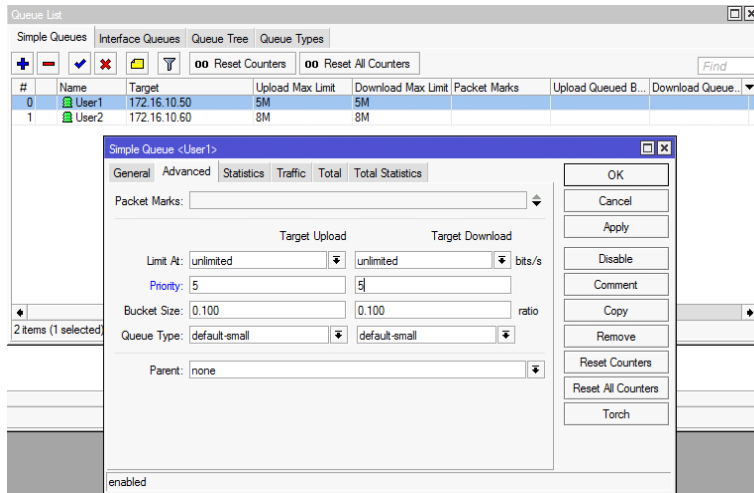 Queue List
Simple Queues Interface Queues Queue Tree Queue Types
00 Reset Counters 00 Reset All Counters Find
# Name Target Upload Max Limit Download Max Limit Packet Marks Upload Queued B... Download Queue...
0 User1 172.16.10.50 5M 5M
1 User2 172.16.10.60 8M 8M
2 items (1 selected)
Simple Queue <User1>
General Advanced Statistics Traffic Total Total Statistics
Packet Marks:
Target Upload Target Download
Limit At: unlimited unlimited bits/s
Priority: 5 5
Bucket Size: 0.100 0.100 ratio
Queue Type: default-small default-small
Parent: none
enabled
OK
Cancel
Apply
Disable
Comment
Copy
Remove
Reset Counters
Reset All Counters
Torch